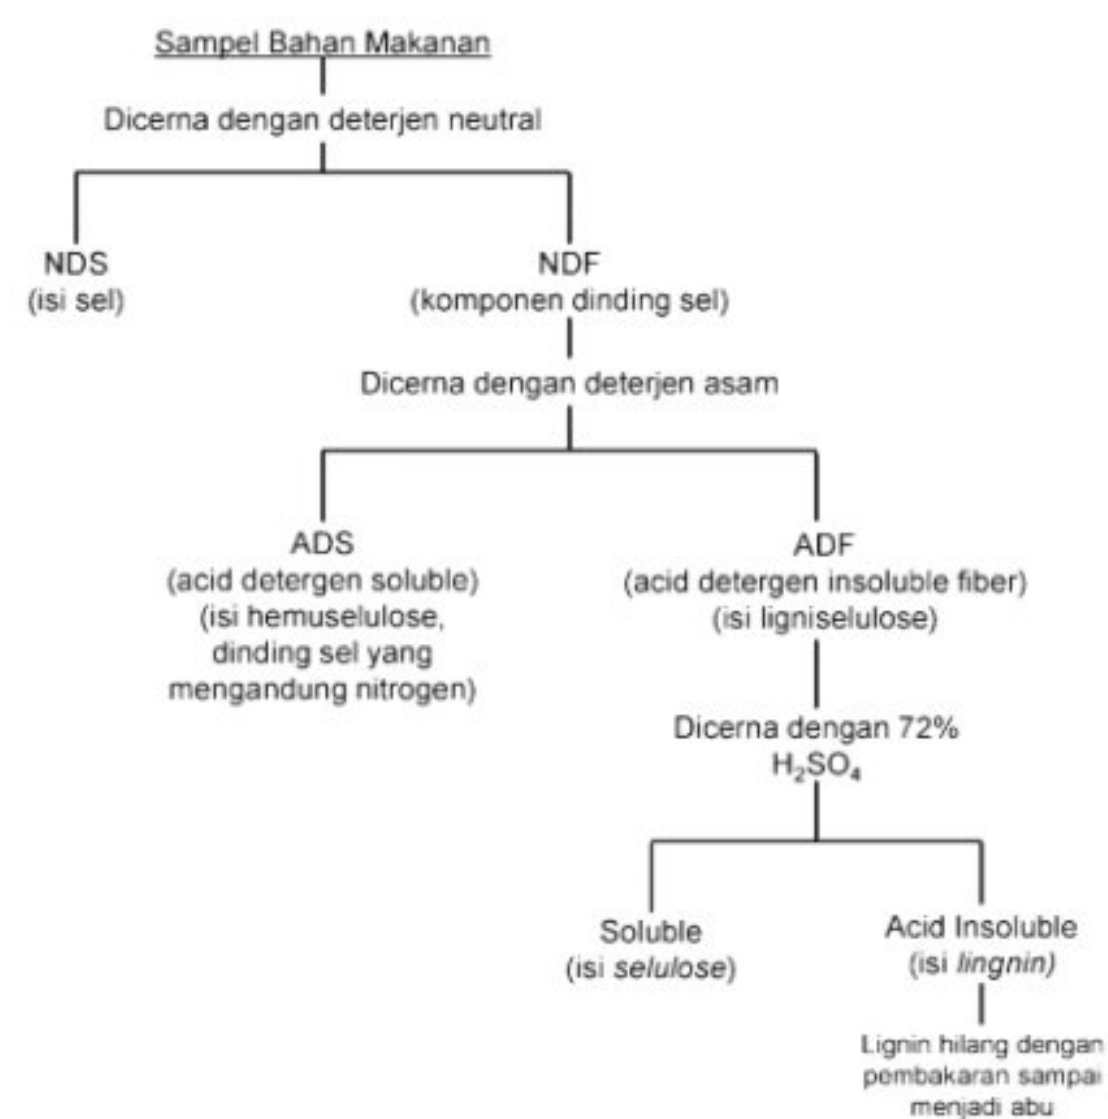 Sampel Bahan Makanan
Dicerna dengan deterjen neutral
NDS
(isi sel)
NDF
(komponen dinding sel)
Dicerna dengan deterjen asam
ADS
(acid detergen soluble)
(isi hemuselulose,
dinding sel yang
mengandung nitrogen)
ADF
(acid detergen insoluble fiber)
(isi ligniselulose)
Dicerna dengan 72%
H₂SO₄
Soluble
(isi selulose)
Acid Insoluble
(isi lingnin)
Lignin hilang dengan
pembakaran sampai
menjadi abu